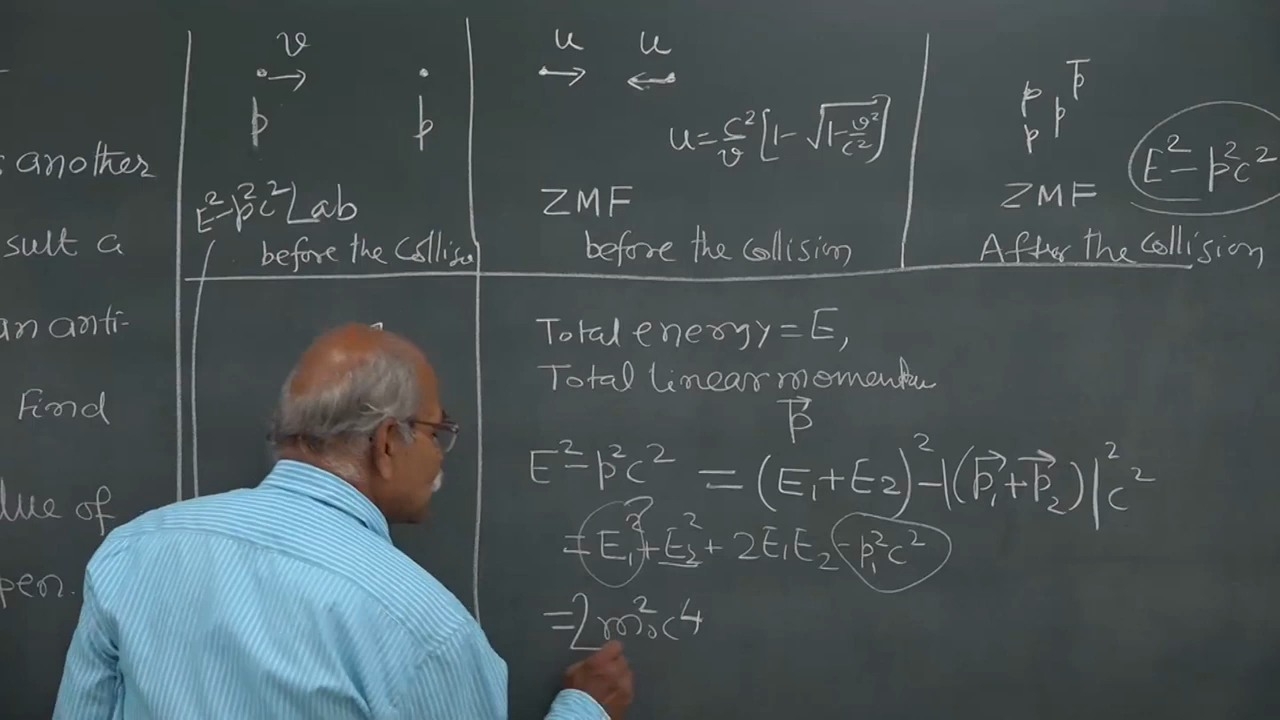 another
sult a
an anti-
Find
lue of
pen.
v
p p
E²-p²c² Lab
before the Collisio
u u
u = c²/v [1 - √(1 - v²/c²)]
ZMF
before the collision
p p̄
p p
ZMF E² - p²c²
After the Collision
Total energy = E,
Total linear momentum
p⃗
E² - p²c² = (E₁ + E₂)² - |(p⃗₁ + p⃗₂)|² c²
= E₁² + E₂² + 2E₁E₂ - p₁²c²
= 2m₀²c⁴